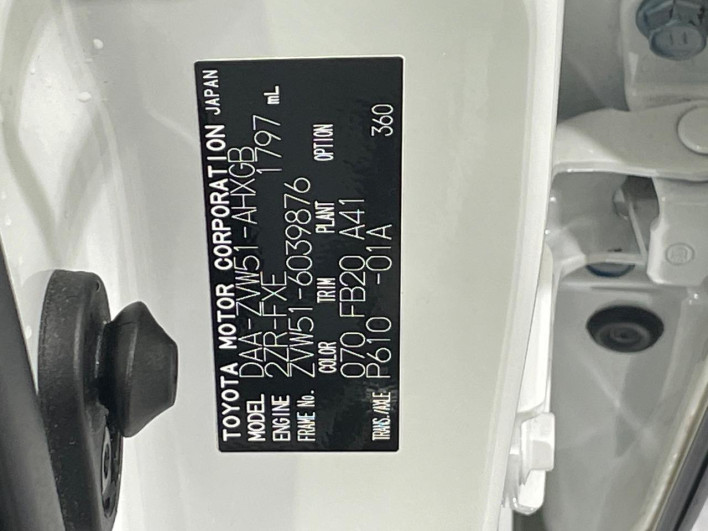 TOYOTA MOTOR CORPORATION JAPAN
MODEL DAA-ZVW51-AHXGB
ENGINE 2ZR-FXE 1797 mL
FRAME No. ZVW51-6039876
COLOR TRIM PLANT OPTION
070 FB20 A41
TRANS./AXLE P610 -01A 360